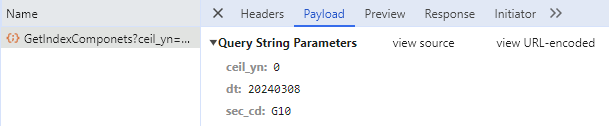 Name
Headers Payload Preview Response Initiator
GetIndexComponets?ceil_yn=...
Query String Parameters view source view URL-encoded
ceil_yn: 0
dt: 20240308
sec_cd: G10